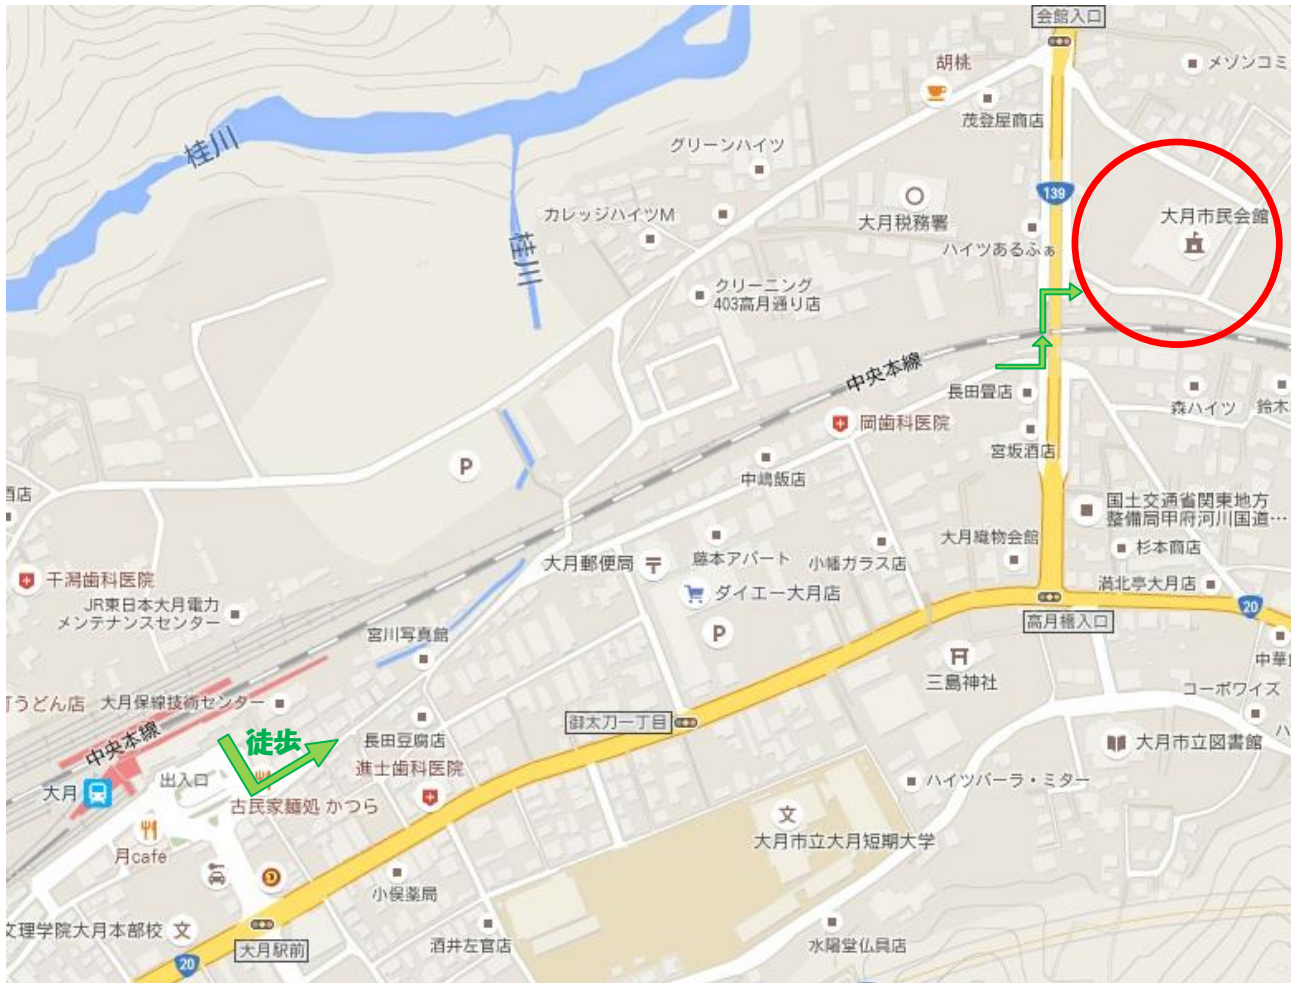 会館入口
胡桃
メゾンコミ
茂登屋商店
桂川
グリーンハイツ
139
カレッジハイツM
大月税務署
大月市民会館
桂川
ハイツあるふぁ
クリーニング
403高月通り店
中央本線
長田畳店
森ハイツ
鈴木
岡歯科医院
宮坂酒店
P
中嶋飯店
酒店
国土交通省関東地方
整備局甲府河川国道…
大月織物会館
杉本商店
大月郵便局
藤本アパート
小幡ガラス店
干潟歯科医院
ダイエー大月店
満北亭大月店
JR東日本大月電力
メンテナンスセンター
20
高月橋入口
宮川写真館
P
中華
三島神社
コーポワイズ
町うどん店
大月保線技術センター
御太刀一丁目
ハ
中央本線
徒歩
長田豆腐店
大月市立図書館
進士歯科医院
出入口
大月
ハイツパーラ・ミター
古民家麺処 かつら
文
大月市立大月短期大学
月cafe
小俣薬局
文理学院大月本部校
文
大月駅前
酒井左官店
水陽堂仏具店
20